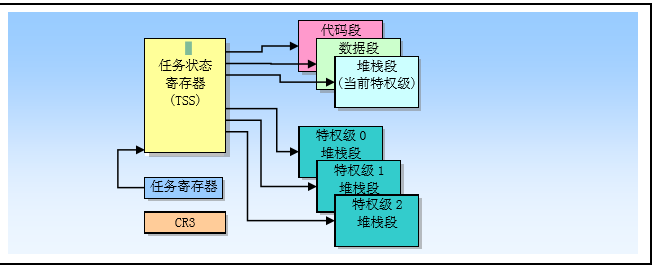 代码段
数据段
堆栈段
(当前特权级)
任务状态
寄存器
(TSS)
特权级0
堆栈段
特权级1
堆栈段
特权级2
堆栈段
任务寄存器
CR3